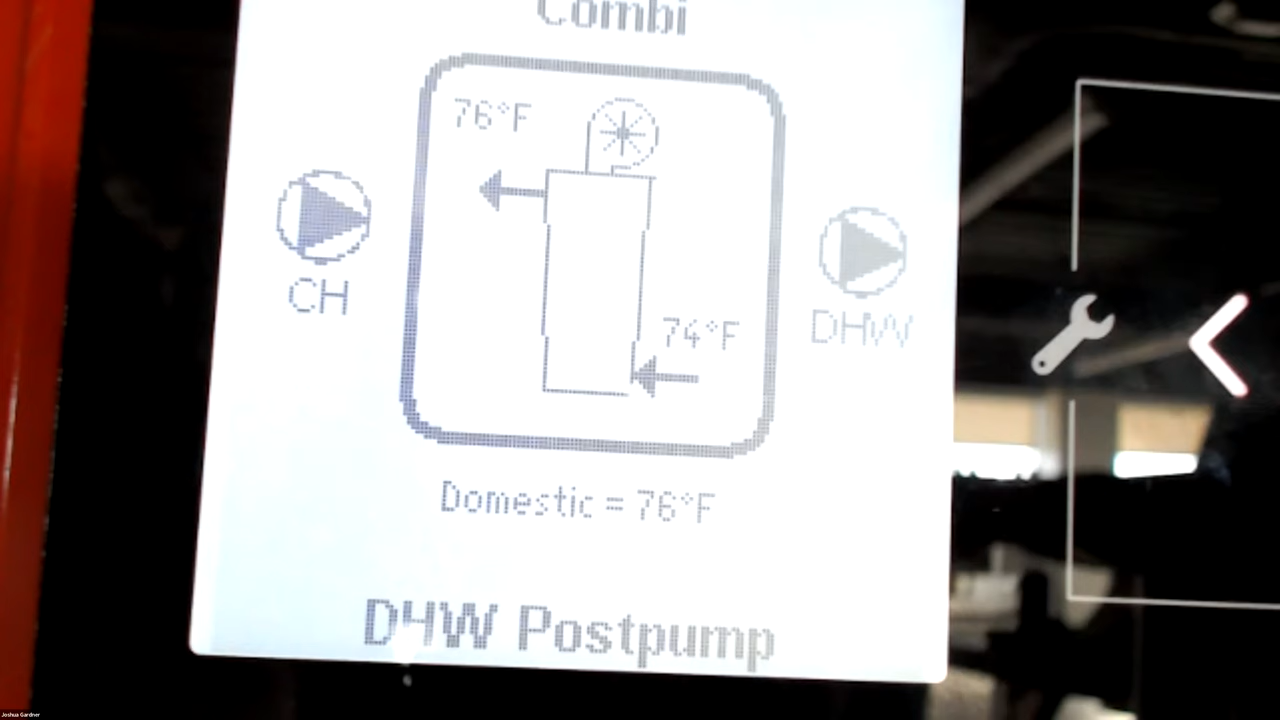 Combi
76°F
CH
74°F
DHW
Domestic = 76°F
DHW Postpump
Joshua Gardner